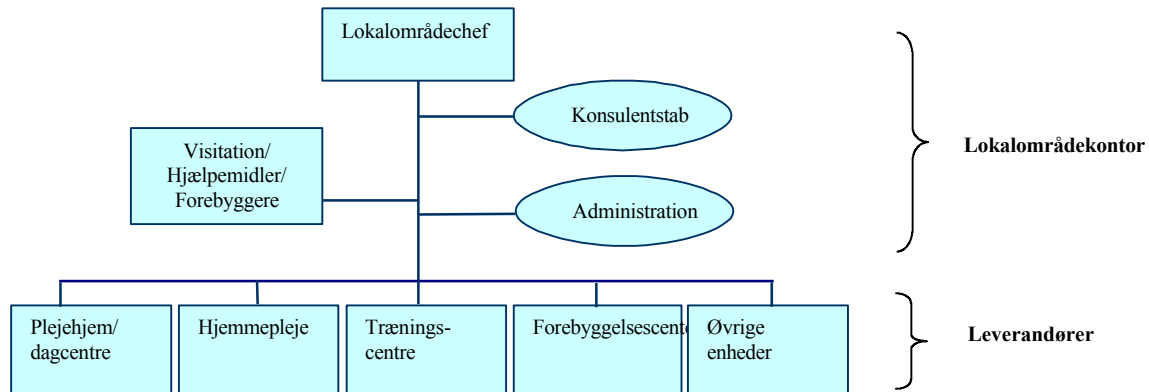 Lokalområdechef
Konsulentstab
Visitation/
Hjælpemidler/
Forebyggere
Lokalområdekontor
Administration
Plejehjem/
dagcentre
Hjemmepleje
Trænings-
centre
Forebyggelsescente
Øvrige
enheder
Leverandører